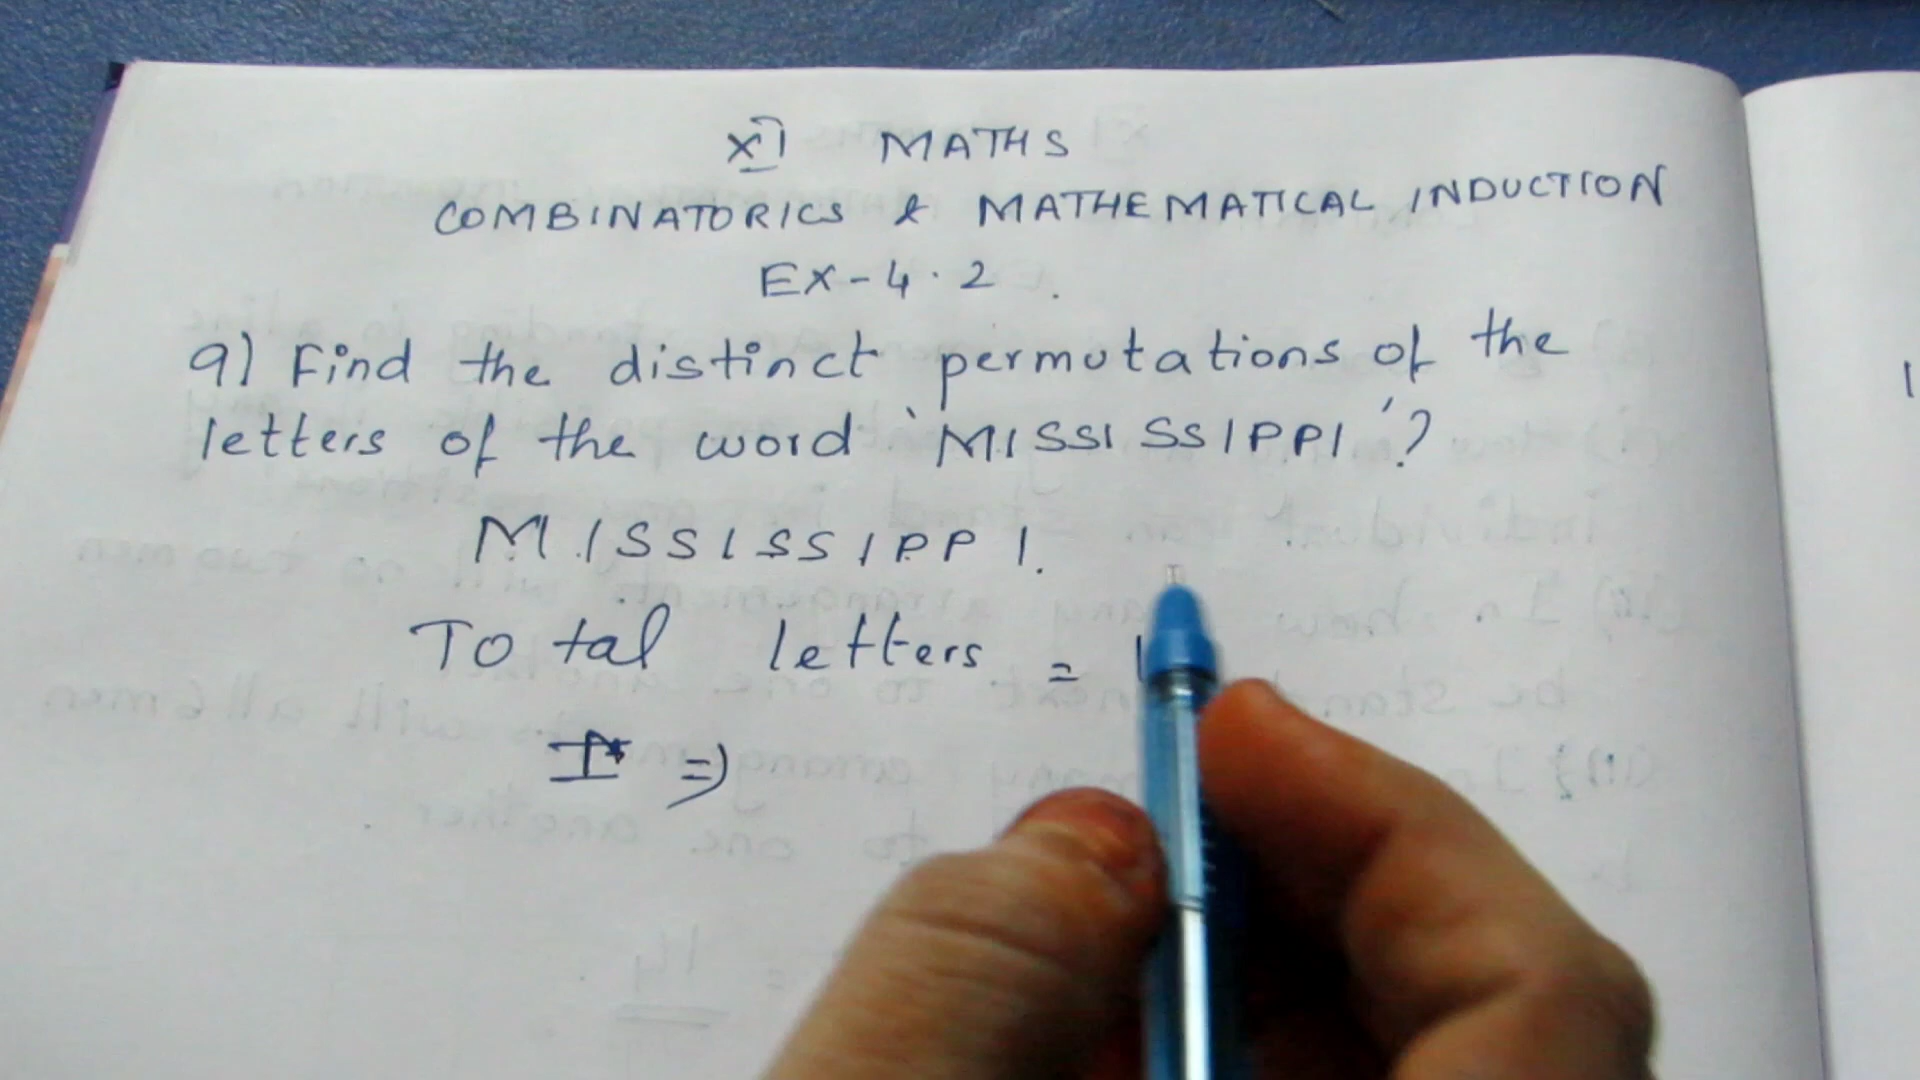 XI MATHS
COMBINATORICS & MATHEMATICAL INDUCTION
EX-4.2
9) Find the distinct permutations of the
letters of the word 'MISSISSIPPI'?
MISSISSIPPI.
Total letters =
I =>